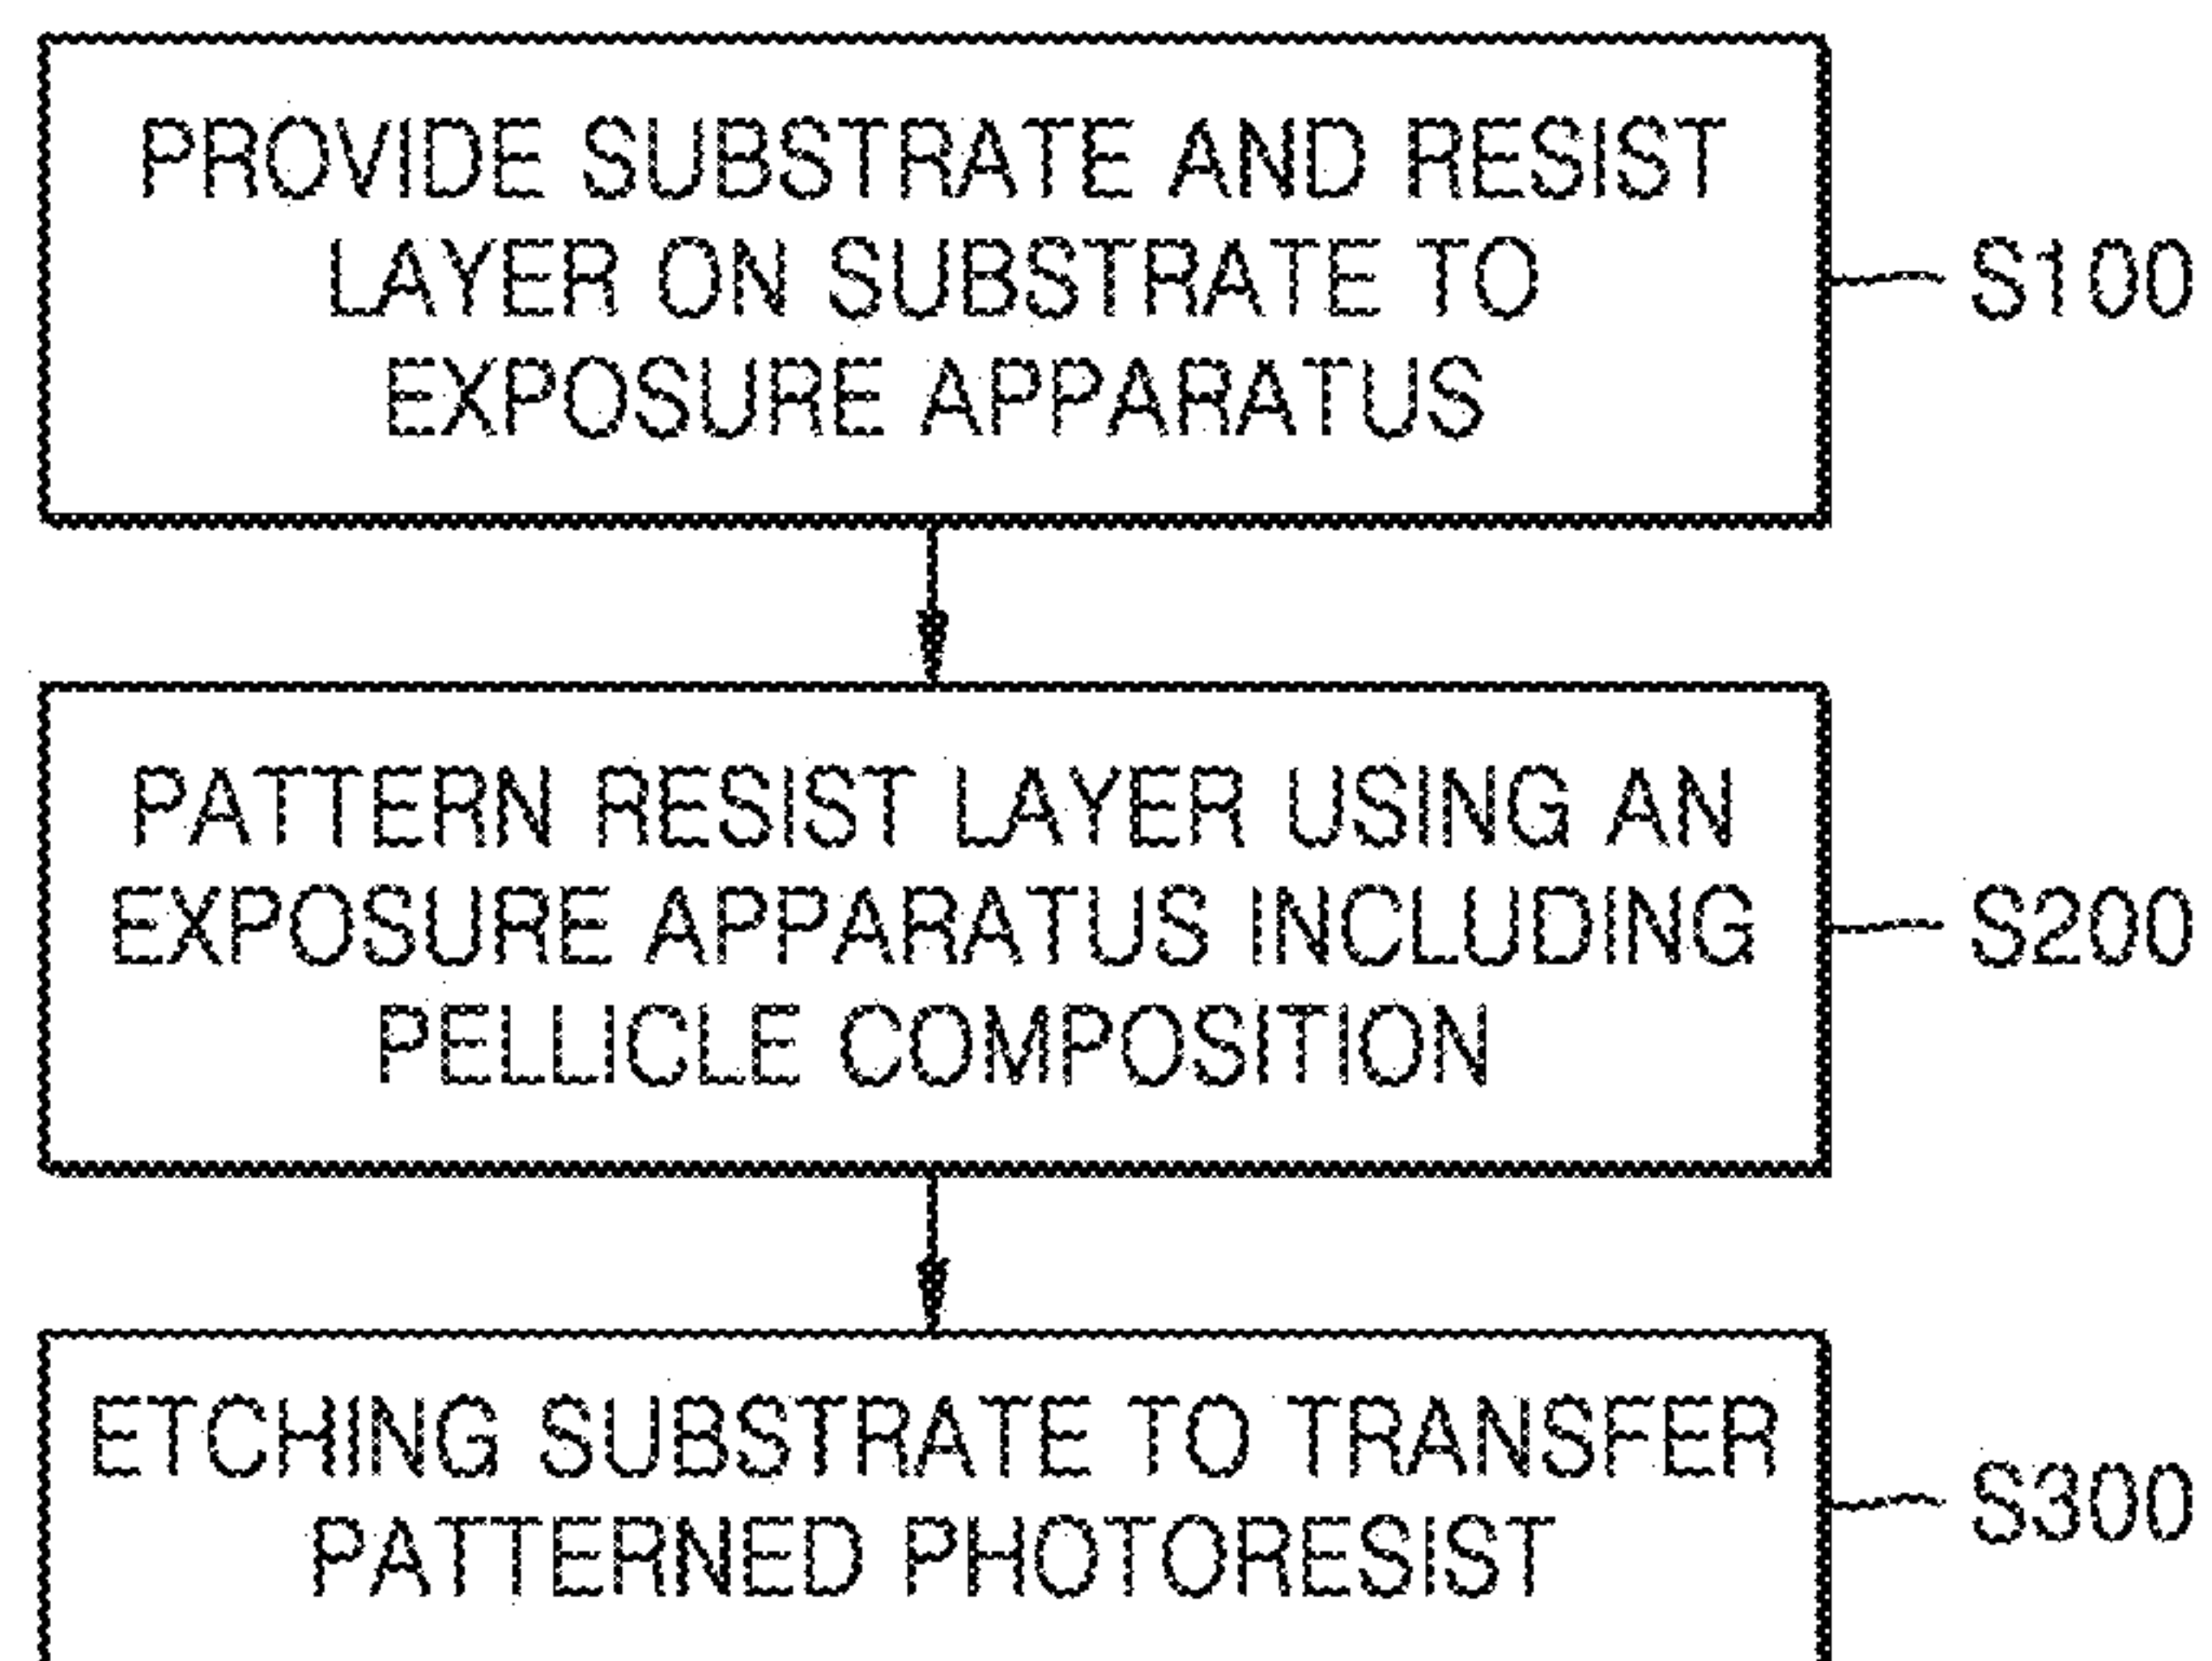 PROVIDE SUBSTRATE AND RESIST
LAYER ON SUBSTRATE TO
EXPOSURE APPARATUS
S100
PATTERN RESIST LAYER USING AN
EXPOSURE APPARATUS INCLUDING
PELLICLE COMPOSITION
S200
ETCHING SUBSTRATE TO TRANSFER
PATTERNED PHOTORESIST
S300